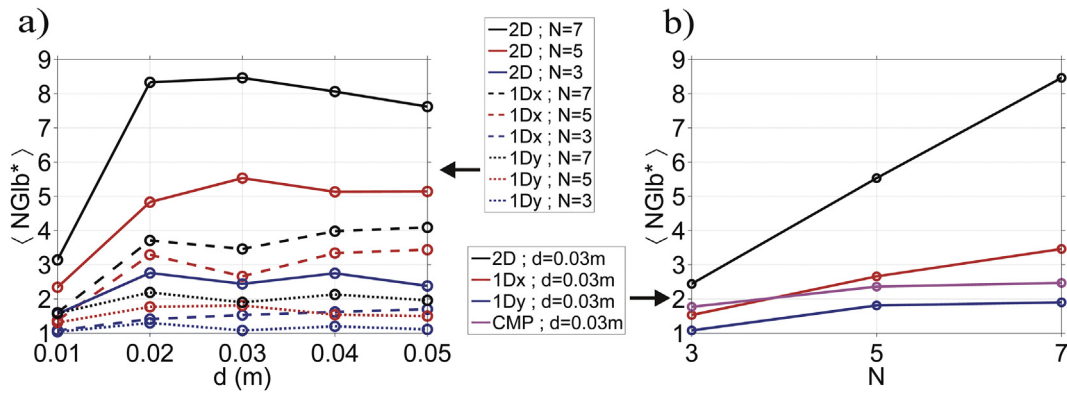 a)
9
8
7
6
5
4
3
2
1
⟨ NGlb* ⟩
0.01 0.02 0.03 0.04 0.05
d (m)
2D ; N=7
2D ; N=5
2D ; N=3
1Dx ; N=7
1Dx ; N=5
1Dx ; N=3
1Dy ; N=7
1Dy ; N=5
1Dy ; N=3
2D ; d=0.03m
1Dx ; d=0.03m
1Dy ; d=0.03m
CMP ; d=0.03m
b)
9
8
7
6
5
4
3
2
1
⟨ NGlb* ⟩
3 5 7
N